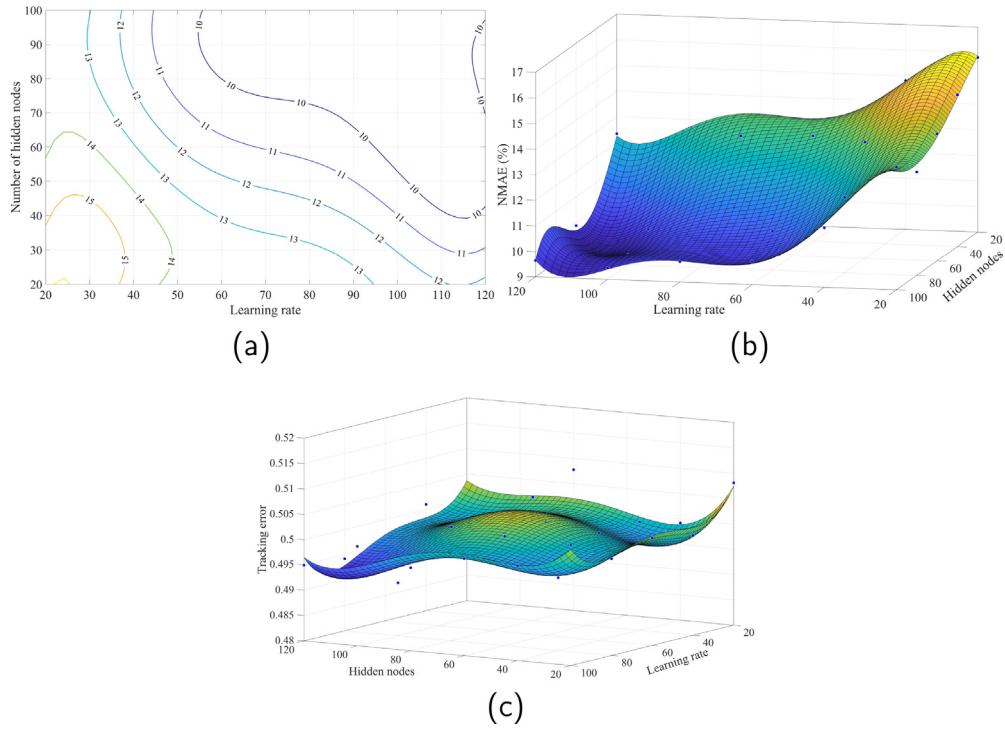 100
90
80
70
60
50
40
30
20
20 30 40 50 60 70 80 90 100 110 120
Number of hidden nodes
Learning rate
13 12 11 10 10
13 12 11 10
14 13 12 11 10
15 14 13 12 11 10
15 14 13 12 11
(a)
17
16
15
14
13
12
11
10
9
NMAE (%)
120 100 80 60 40 20
Learning rate
20
40
60
80
100
Hidden nodes
(b)
0.52
0.515
0.51
0.505
0.5
0.495
0.49
0.485
0.48
Tracking error
120 100 80 60 40 20
Hidden nodes
20
40
60
80
100
Learning rate
(c)